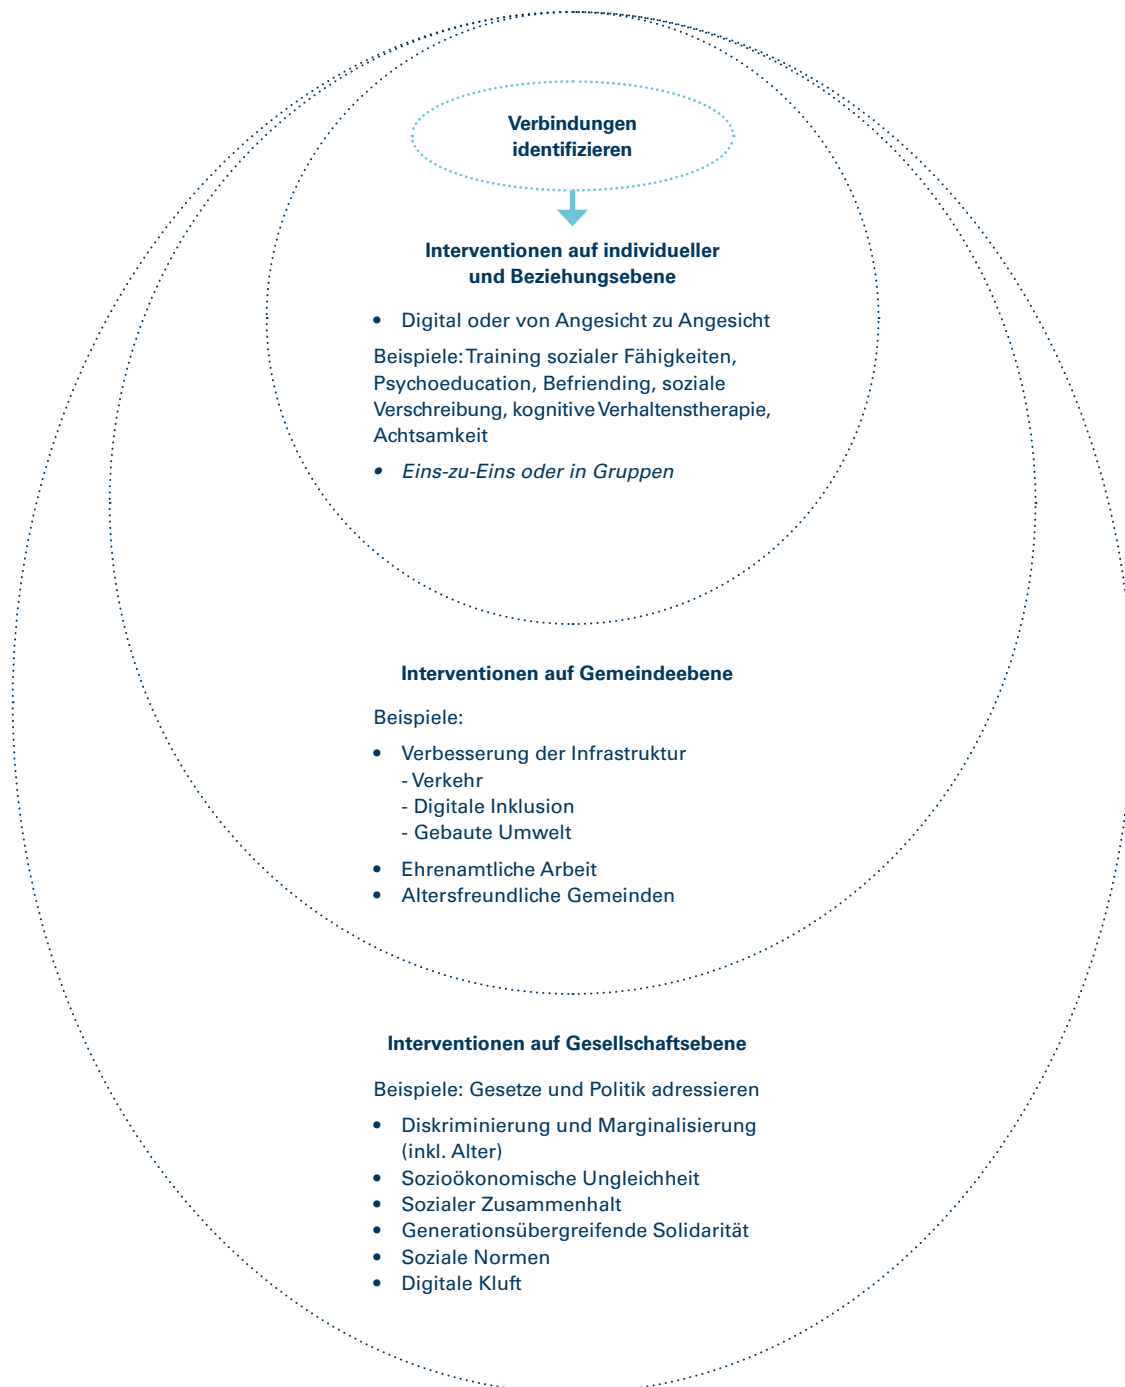 Verbindungen
identifizieren
Interventionen auf individueller
und Beziehungsebene
• Digital oder von Angesicht zu Angesicht
Beispiele: Training sozialer Fähigkeiten,
Psychoeducation, Befriending, soziale
Verschreibung, kognitive Verhaltenstherapie,
Achtsamkeit
• Eins-zu-Eins oder in Gruppen
Interventionen auf Gemeindeebene
Beispiele:
• Verbesserung der Infrastruktur
- Verkehr
- Digitale Inklusion
- Gebaute Umwelt
• Ehrenamtliche Arbeit
• Altersfreundliche Gemeinden
Interventionen auf Gesellschaftsebene
Beispiele: Gesetze und Politik adressieren
• Diskriminierung und Marginalisierung
(inkl. Alter)
• Sozioökonomische Ungleichheit
• Sozialer Zusammenhalt
• Generationsübergreifende Solidarität
• Soziale Normen
• Digitale Kluft